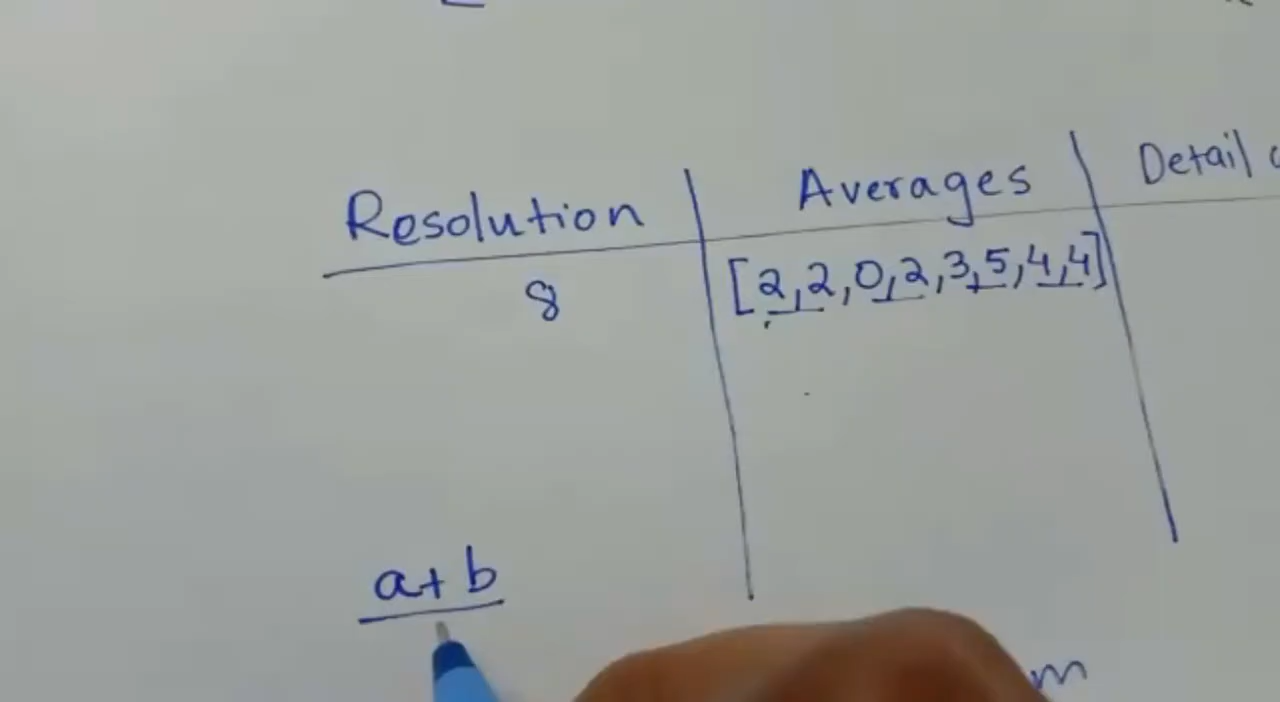 Resolution Averages Detail
8 [2,2,0,2,3,5,4,4]
a+b
m